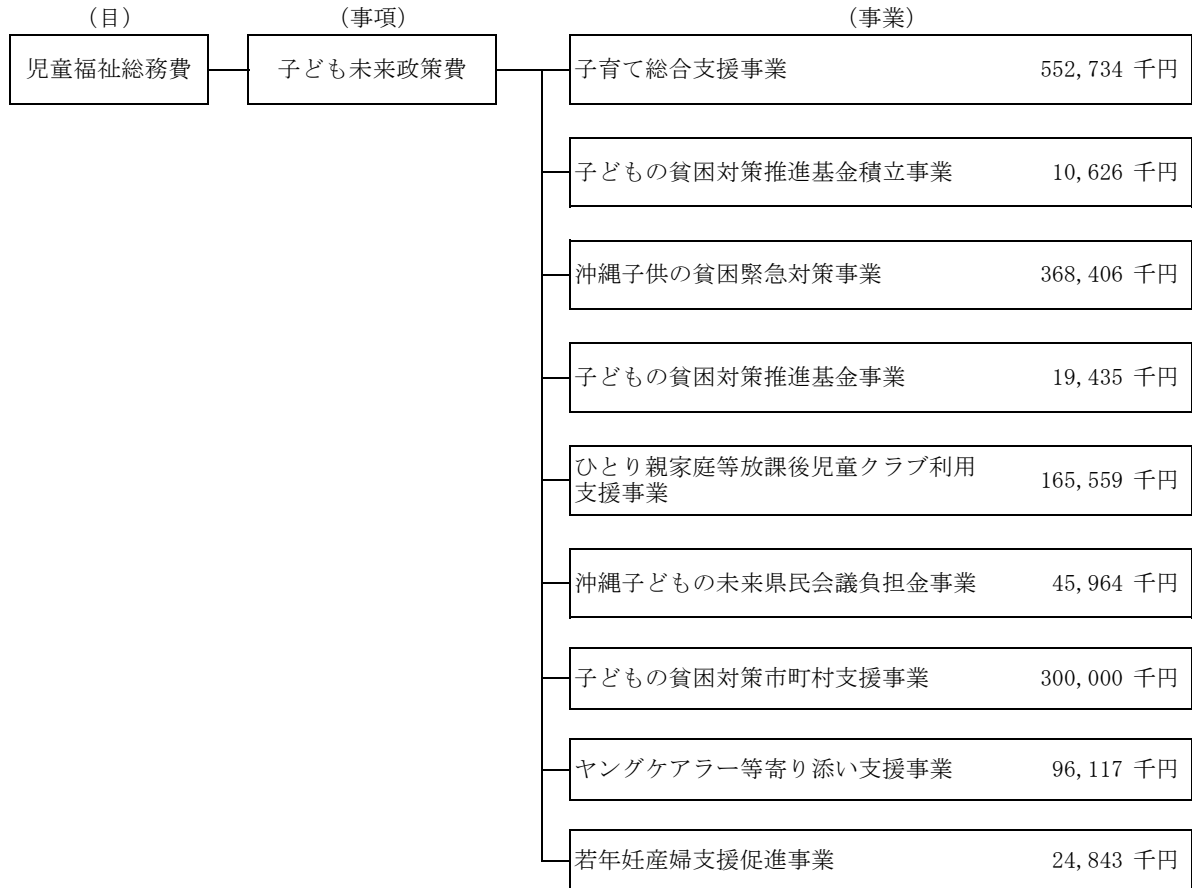 （目） （事項） （事業）
児童福祉総務費 子ども未来政策費 子育て総合支援事業 552,734 千円
子どもの貧困対策推進基金積立事業 10,626 千円
沖縄子供の貧困緊急対策事業 368,406 千円
子どもの貧困対策推進基金事業 19,435 千円
ひとり親家庭等放課後児童クラブ利用
支援事業 165,559 千円
沖縄子どもの未来県民会議負担金事業 45,964 千円
子どもの貧困対策市町村支援事業 300,000 千円
ヤングケアラー等寄り添い支援事業 96,117 千円
若年妊産婦支援促進事業 24,843 千円